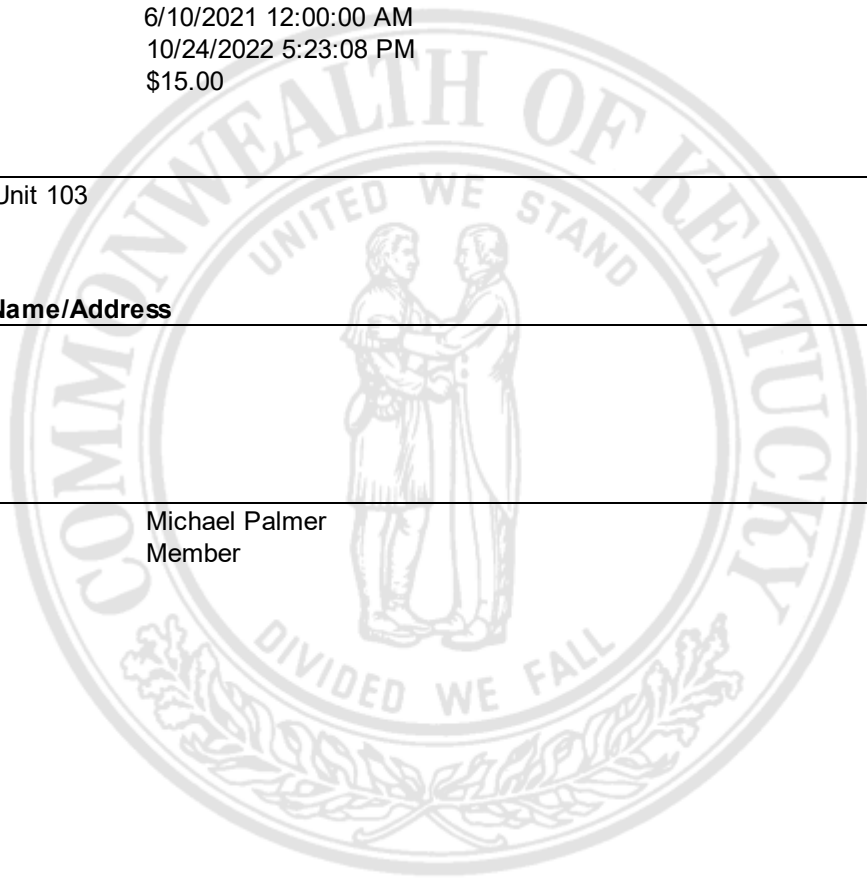 6/10/2021 12:00:00 AM
10/24/2022 5:23:08 PM
$15.00
Unit 103
Name/Address
Michael Palmer
Member
COMMONWEALTH OF KENTUCKY
UNITED WE STAND
DIVIDED WE FALL